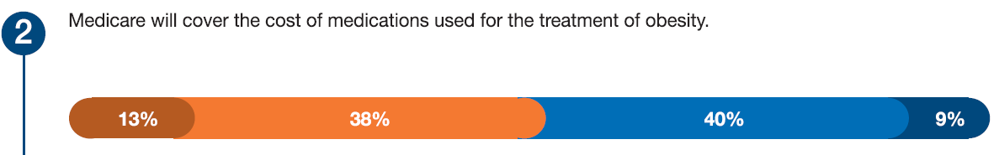 2
Medicare will cover the cost of medications used for the treatment of obesity.
13% 38% 40% 9%